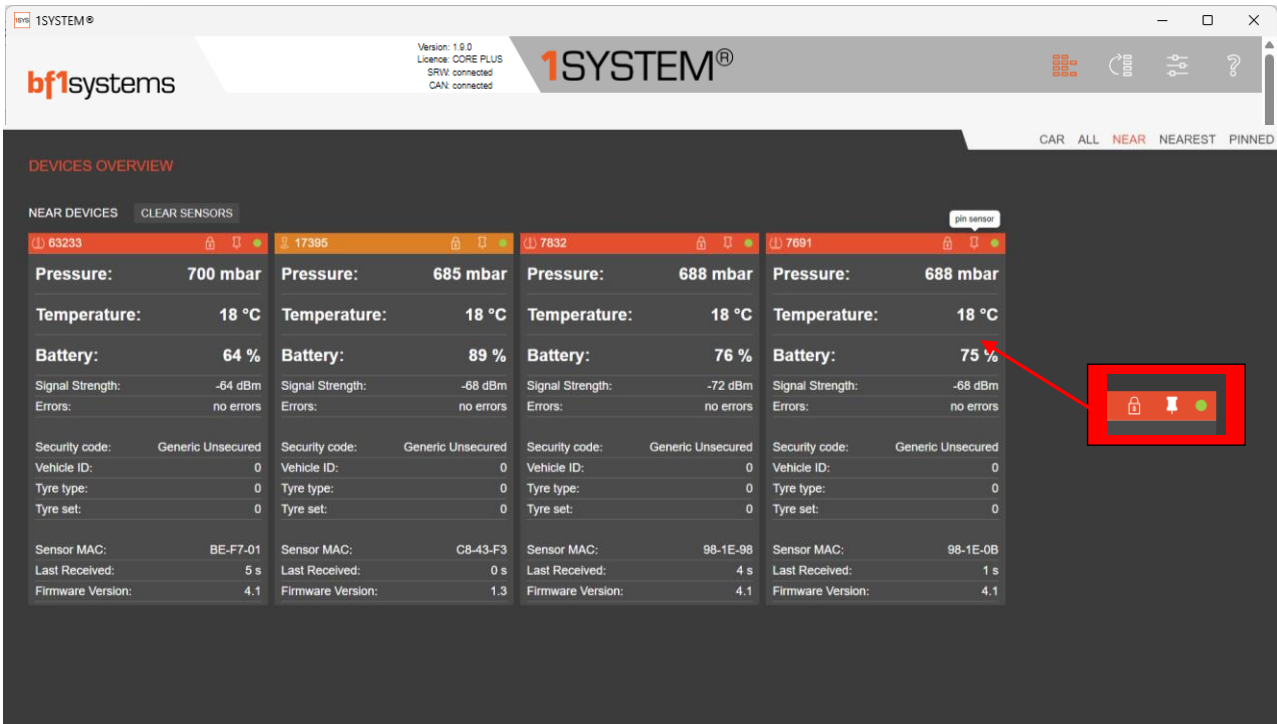 1SYS 1SYSTEM®
bf1systems
Version: 1.9.0
Licence: CORE PLUS
SRW: connected
CAN: connected
1SYSTEM®
CAR ALL NEAR NEAREST PINNED
DEVICES OVERVIEW
NEAR DEVICES CLEAR SENSORS
pin sensor
63233 17395 7832 7691
Pressure: 700 mbar Pressure: 685 mbar Pressure: 688 mbar Pressure: 688 mbar
Temperature: 18 °C Temperature: 18 °C Temperature: 18 °C Temperature: 18 °C
Battery: 64 % Battery: 89 % Battery: 76 % Battery: 75 %
Signal Strength: -64 dBm Signal Strength: -68 dBm Signal Strength: -72 dBm Signal Strength: -68 dBm
Errors: no errors Errors: no errors Errors: no errors Errors: no errors
Security code: Generic Unsecured Security code: Generic Unsecured Security code: Generic Unsecured Security code: Generic Unsecured
Vehicle ID: 0 Vehicle ID: 0 Vehicle ID: 0 Vehicle ID: 0
Tyre type: 0 Tyre type: 0 Tyre type: 0 Tyre type: 0
Tyre set: 0 Tyre set: 0 Tyre set: 0 Tyre set: 0
Sensor MAC: BE-F7-01 Sensor MAC: C8-43-F3 Sensor MAC: 98-1E-98 Sensor MAC: 98-1E-0B
Last Received: 5 s Last Received: 0 s Last Received: 4 s Last Received: 1 s
Firmware Version: 4.1 Firmware Version: 1.3 Firmware Version: 4.1 Firmware Version: 4.1